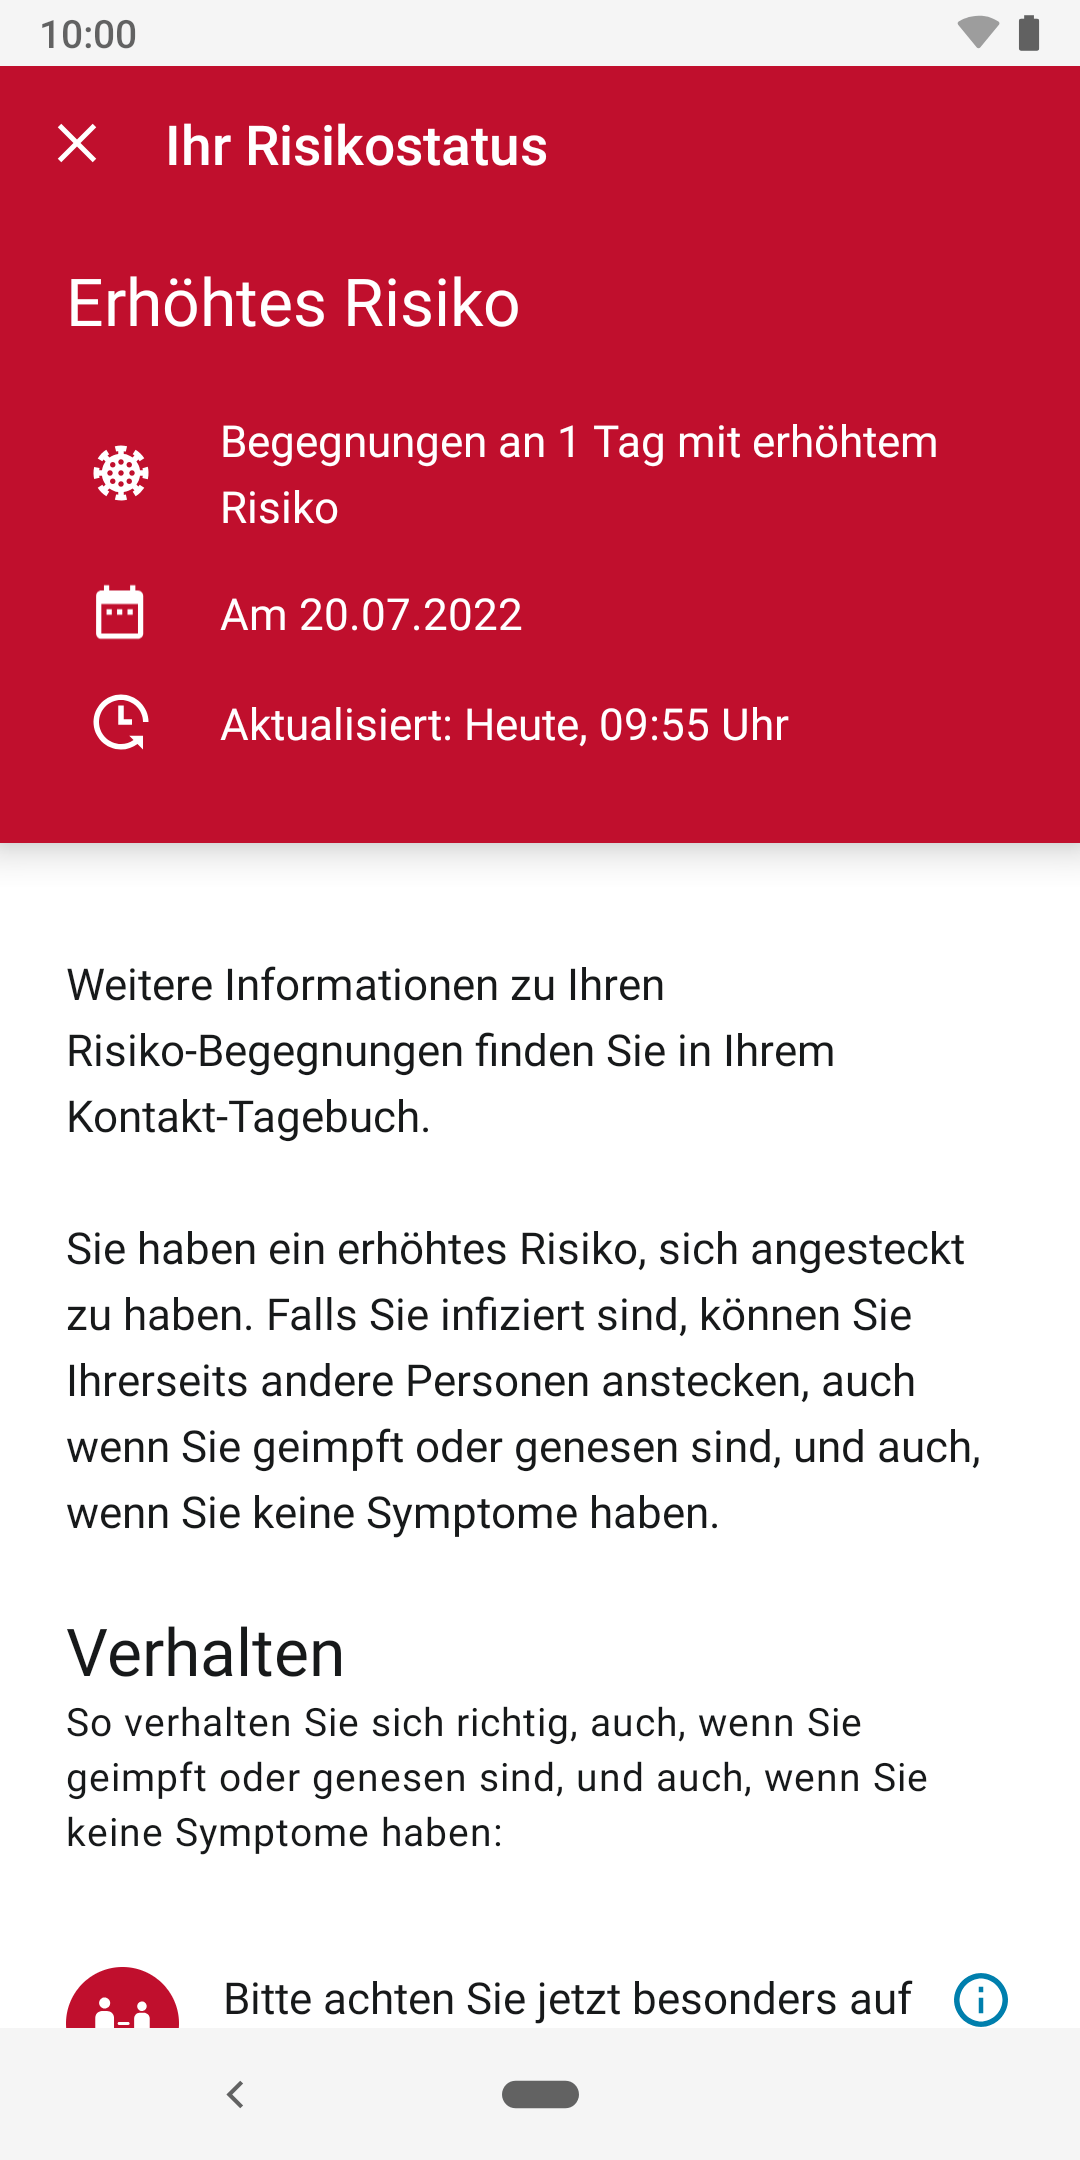 10:00
Ihr Risikostatus
Erhöhtes Risiko
Begegnungen an 1 Tag mit erhöhtem
Risiko
Am 20.07.2022
Aktualisiert: Heute, 09:55 Uhr
Weitere Informationen zu Ihren
Risiko-Begegnungen finden Sie in Ihrem
Kontakt-Tagebuch.
Sie haben ein erhöhtes Risiko, sich angesteckt
zu haben. Falls Sie infiziert sind, können Sie
Ihrerseits andere Personen anstecken, auch
wenn Sie geimpft oder genesen sind, und auch,
wenn Sie keine Symptome haben.
Verhalten
So verhalten Sie sich richtig, auch, wenn Sie
geimpft oder genesen sind, und auch, wenn Sie
keine Symptome haben:
Bitte achten Sie jetzt besonders auf